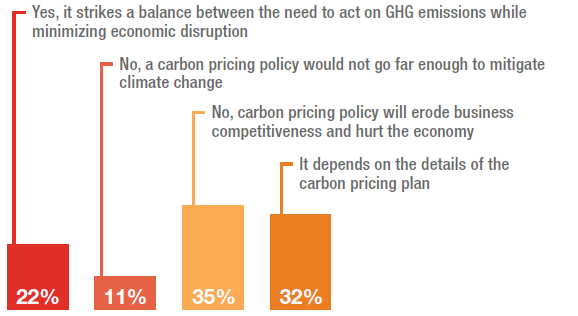 Yes, it strikes a balance between the need to act on GHG emissions while
minimizing economic disruption
No, a carbon pricing policy would not go far enough to mitigate
climate change
No, carbon pricing policy will erode business
competitiveness and hurt the economy
It depends on the details of the
carbon pricing plan
22%
11%
35%
32%